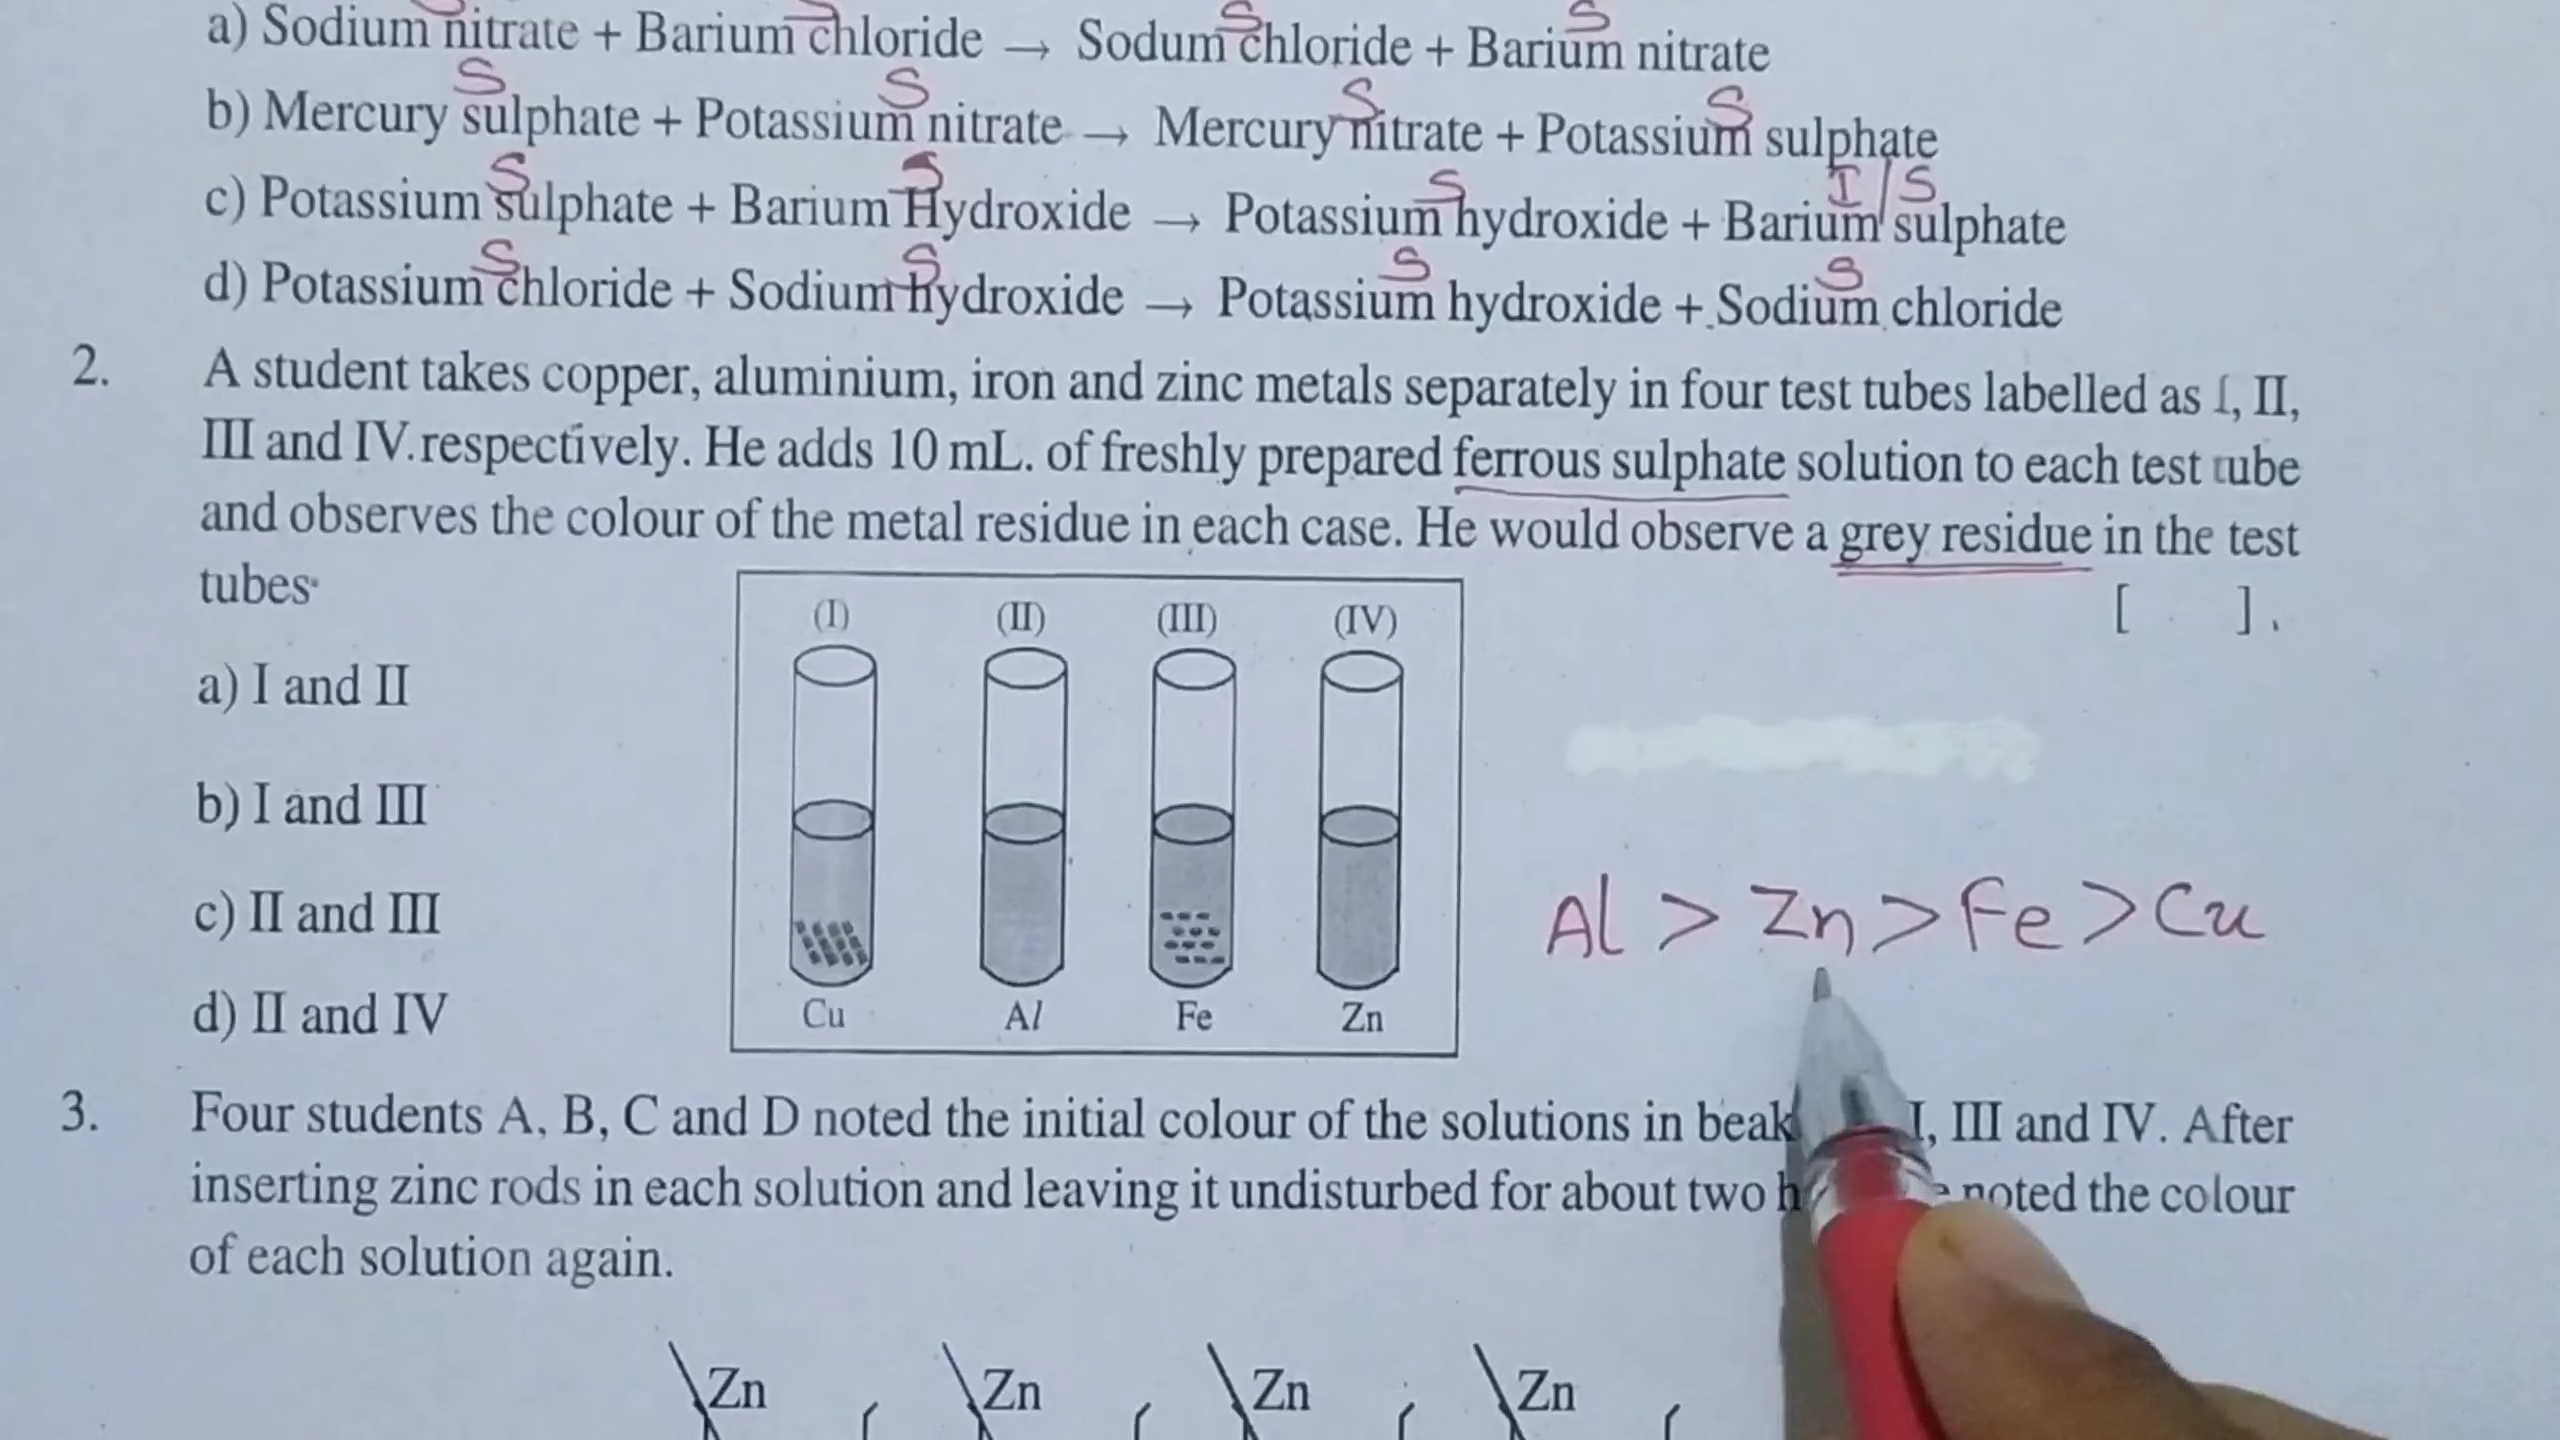 a) Sodium nitrate + Barium chloride → Sodum chloride + Barium nitrate
S S
S S S S
b) Mercury sulphate + Potassium nitrate → Mercury nitrate + Potassium sulphate
S S S I/S
c) Potassium sulphate + Barium Hydroxide → Potassium hydroxide + Barium sulphate
S S S S
d) Potassium chloride + Sodium hydroxide → Potassium hydroxide + Sodium chloride
2. A student takes copper, aluminium, iron and zinc metals separately in four test tubes labelled as I, II,
III and IV.respectively. He adds 10 mL. of freshly prepared ferrous sulphate solution to each test tube
and observes the colour of the metal residue in each case. He would observe a grey residue in the test
tubes [ ]
(I) (II) (III) (IV)
a) I and II
b) I and III
c) II and III
Al > Zn > Fe > Cu
d) II and IV
Cu Al Fe Zn
3. Four students A, B, C and D noted the initial colour of the solutions in I, III and IV. After
inserting zinc rods in each solution and leaving it undisturbed for about two noted the colour
of each solution again.
Zn Zn Zn Zn